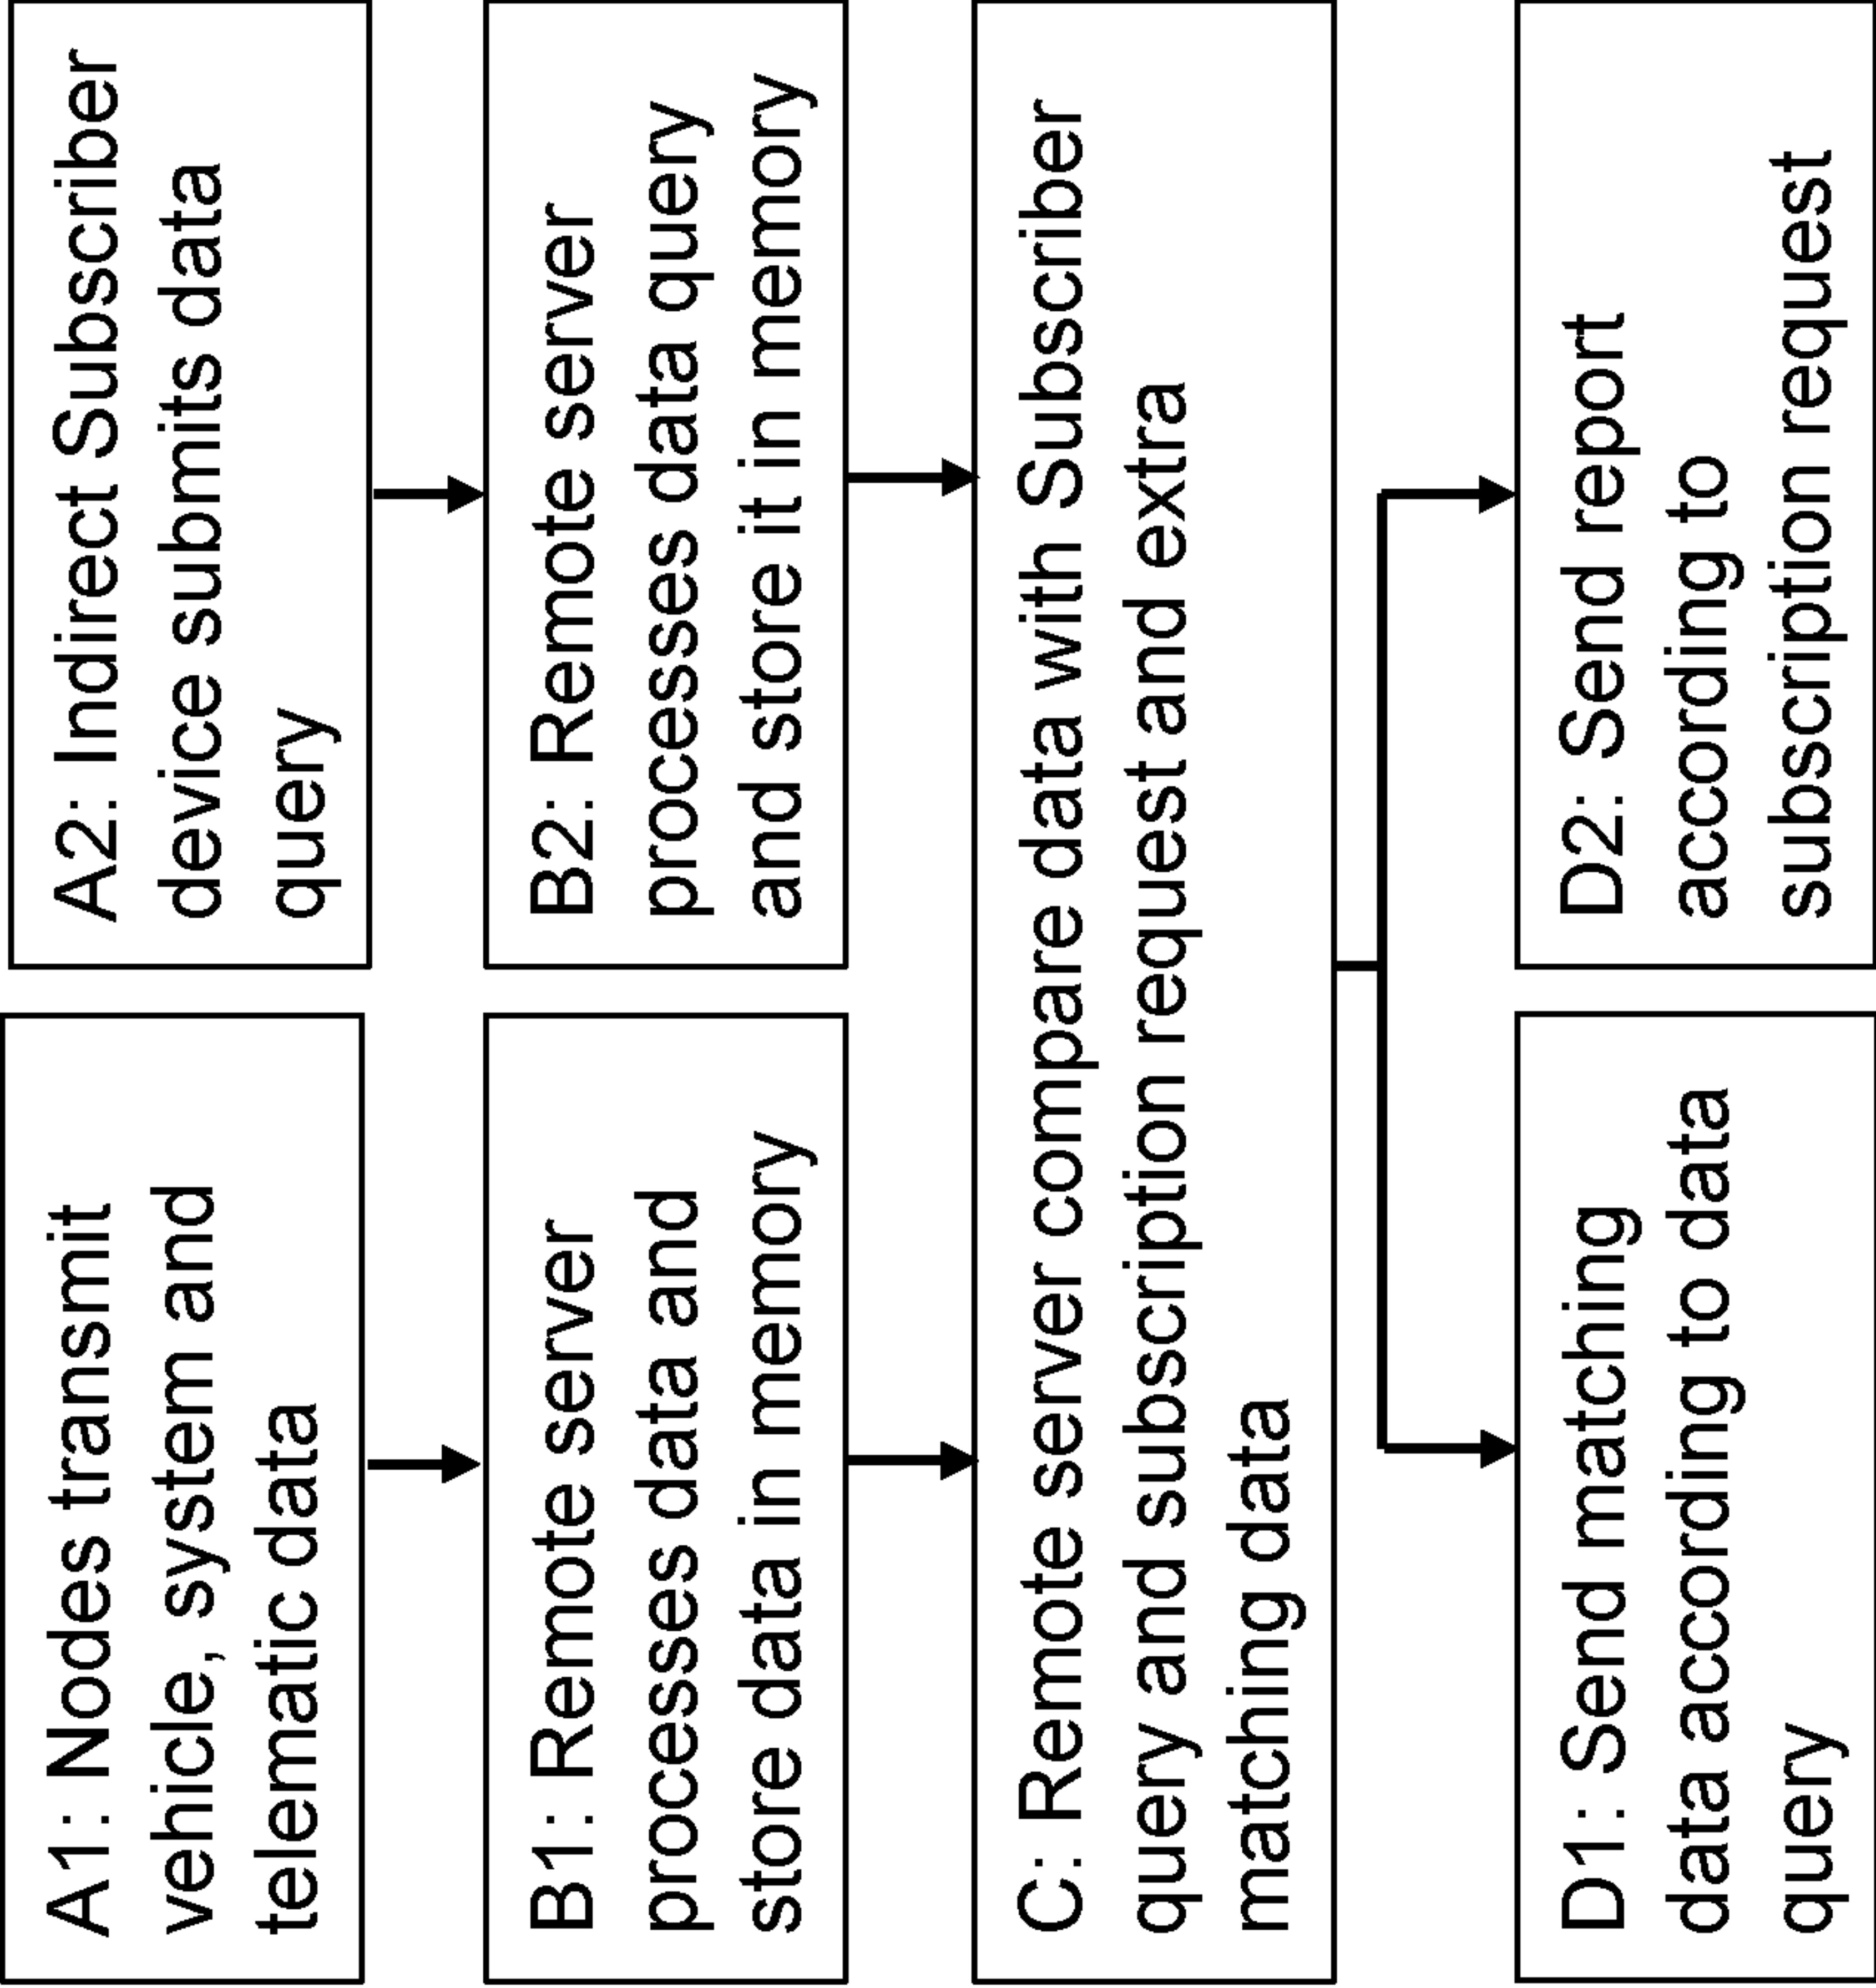 A1: Nodes transmit
vehicle, system and
telematic data
A2: Indirect Subscriber
device submits data
query
B1: Remote server
processes data and
store data in memory
B2: Remote server
processes data query
and store it in memory
C: Remote server compare data with Subscriber
query and subscription request and extra
matching data
D1: Send matching
data according to data
query
D2: Send report
according to
subscription request